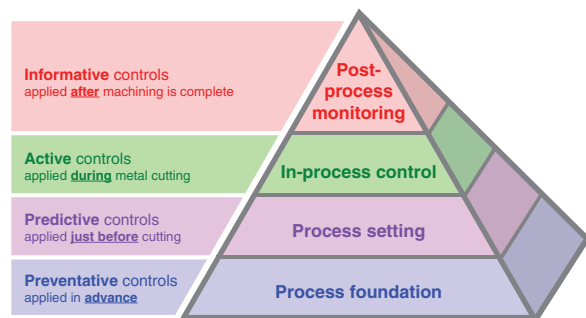 Informative controls
applied after machining is complete
Post-
process
monitoring
Active controls
applied during metal cutting
In-process control
Predictive controls
applied just before cutting
Process setting
Preventative controls
applied in advance
Process foundation